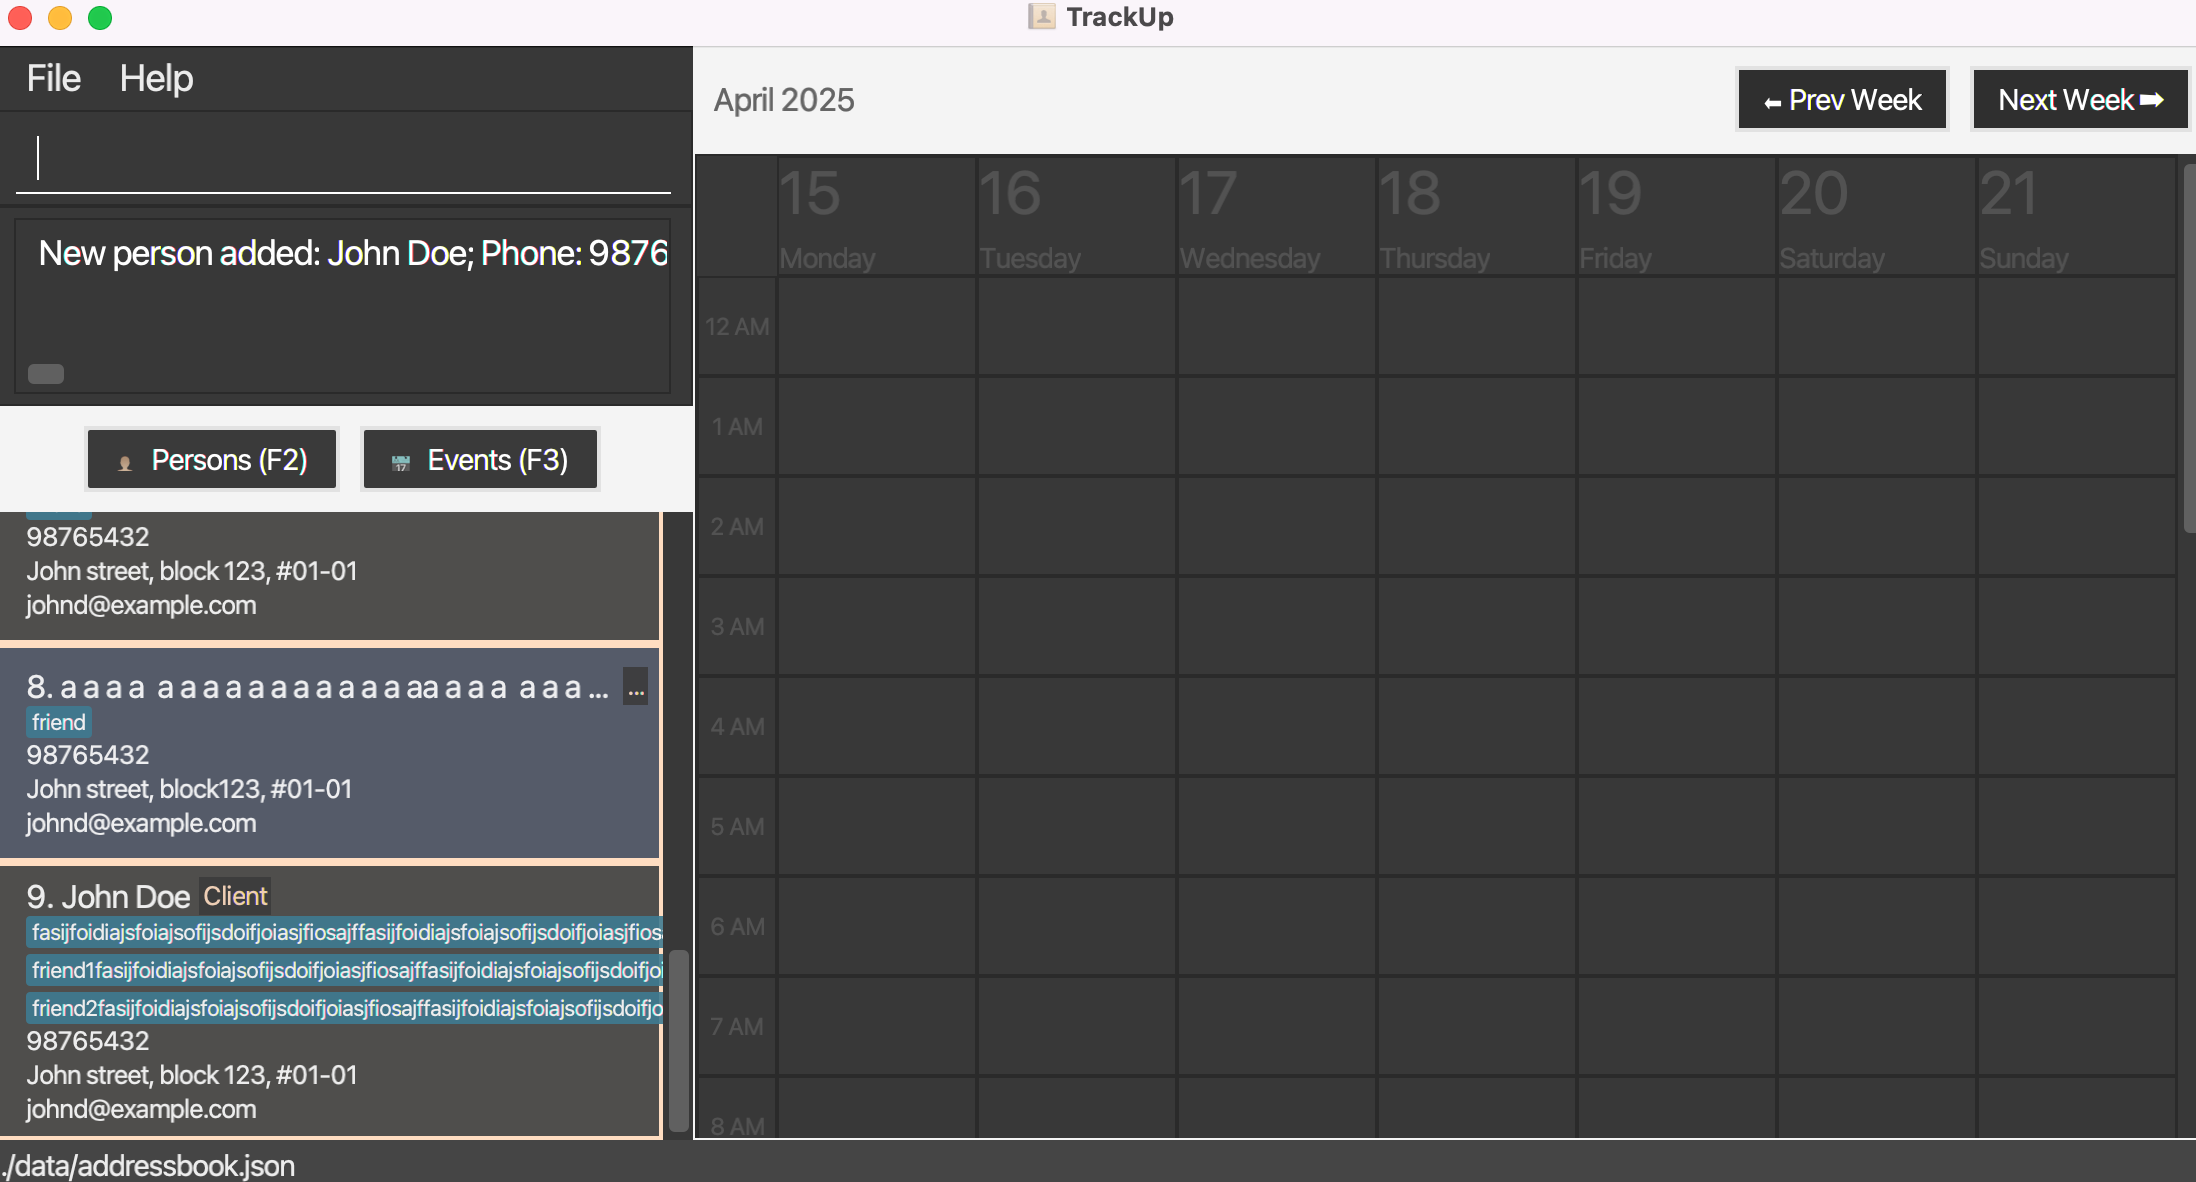 TrackUp
File Help
New person added: John Doe; Phone: 9876
Persons (F2) Events (F3)
98765432
John street, block 123, #01-01
johnd@example.com
8. a a a a a a a a a a a a a a a aa a a a a a a ... ...
friend
98765432
John street, block123, #01-01
johnd@example.com
9. John Doe Client
fasijfoidiajsfoiajsofijsdoifjoiasjfiosajffasijfoidiajsfoiajsofijsdoifjoiasjfios
friend1fasijfoidiajsfoiajsofijsdoifjoiasjfiosajffasijfoidiajsfoiajsofijsdoifjoi
friend2fasijfoidiajsfoiajsofijsdoifjoiasjfiosajffasijfoidiajsfoiajsofijsdoifjo
98765432
John street, block 123, #01-01
johnd@example.com
./data/addressbook.json
April 2025 Prev Week Next Week
15 16 17 18 19 20 21
Monday Tuesday Wednesday Thursday Friday Saturday Sunday
12 AM
1 AM
2 AM
3 AM
4 AM
5 AM
6 AM
7 AM
8 AM